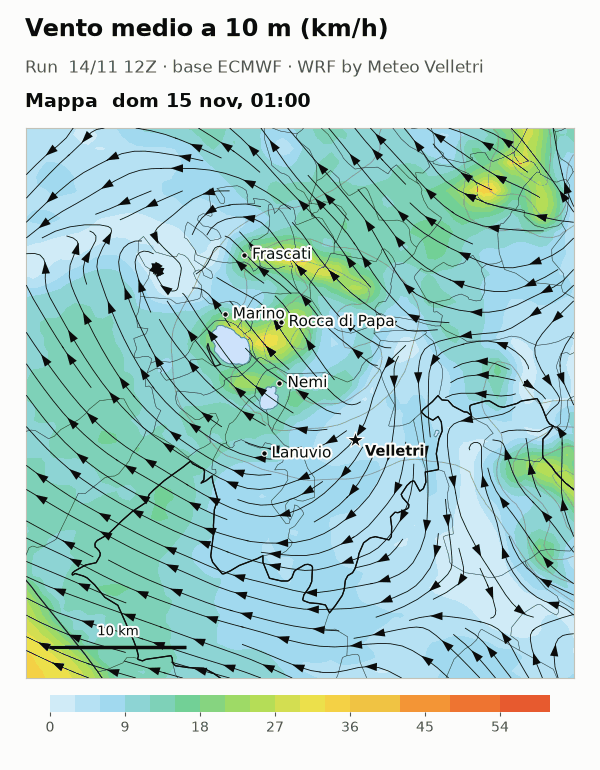 Vento medio a 10 m (km/h)
Run 14/11 12Z · base ECMWF · WRF by Meteo Velletri
Mappa dom 15 nov, 01:00
Frascati
Marino
Rocca di Papa
Nemi
Velletri
Lanuvio
10 km
0 9 18 27 36 45 54